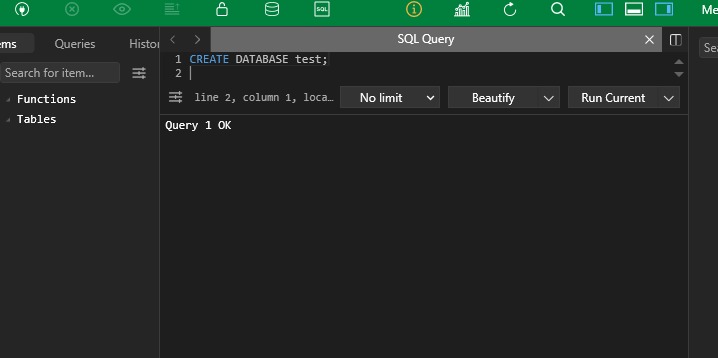 SQL
Me
ems Queries Histor
SQL Query
Sea
Search for item...
1 CREATE DATABASE test;
2
Functions
Tables
line 2, column 1, loca... No limit Beautify Run Current
Query 1 OK